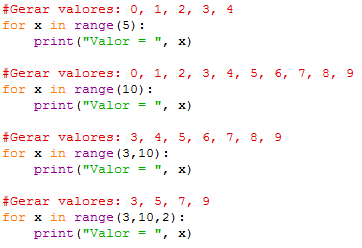 #Gerar valores: 0, 1, 2, 3, 4
for x in range(5):
    print("Valor = ", x)

#Gerar valores: 0, 1, 2, 3, 4, 5, 6, 7, 8, 9
for x in range(10):
    print("Valor = ", x)

#Gerar valores: 3, 4, 5, 6, 7, 8, 9
for x in range(3,10):
    print("Valor = ", x)

#Gerar valores: 3, 5, 7, 9
for x in range(3,10,2):
    print("Valor = ", x)